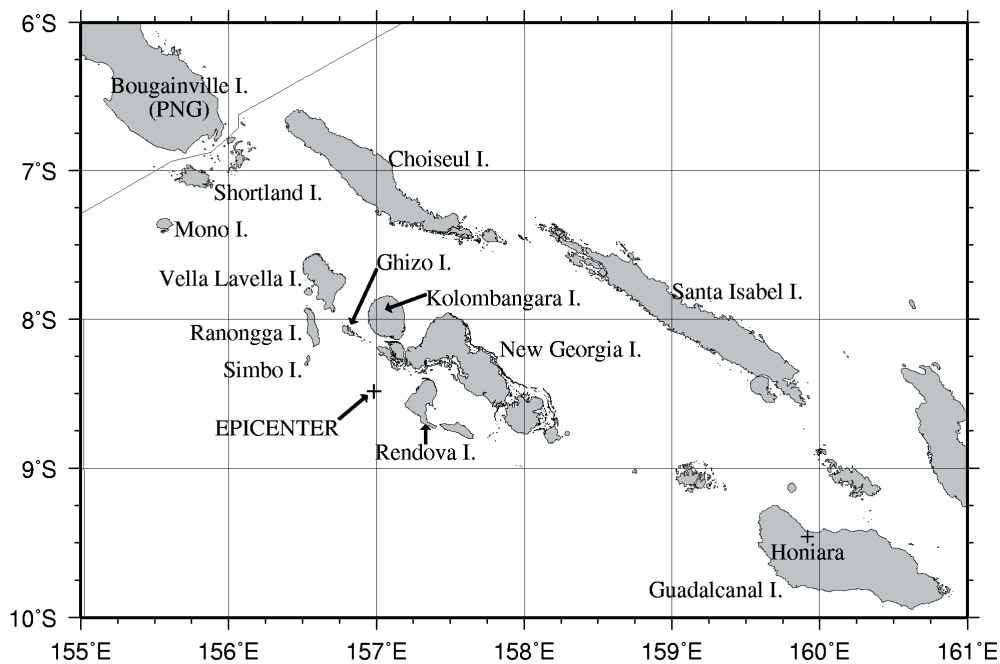 6°S
Bougainville I.
(PNG)
Choiseul I.
7°S
Shortland I.
Mono I.
Ghizo I.
Vella Lavella I.
Kolombangara I.
Santa Isabel I.
8°S
Ranongga I.
New Georgia I.
Simbo I.
EPICENTER
Rendova I.
9°S
Honiara
Guadalcanal I.
10°S
155°E 156°E 157°E 158°E 159°E 160°E 161°E